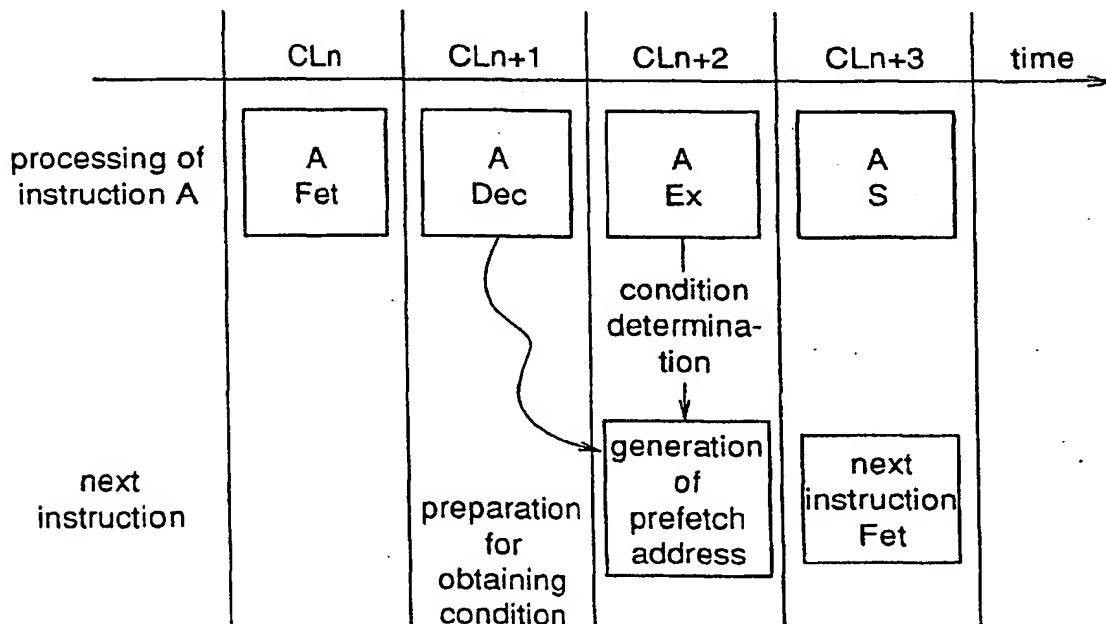 CLn CLn+1 CLn+2 CLn+3 time
processing of
instruction A
A
Fet
A
Dec
A
Ex
A
S
condition
determina-
tion
next
instruction
preparation
for
obtaining
condition
generation
of
prefetch
address
next
instruction
Fet